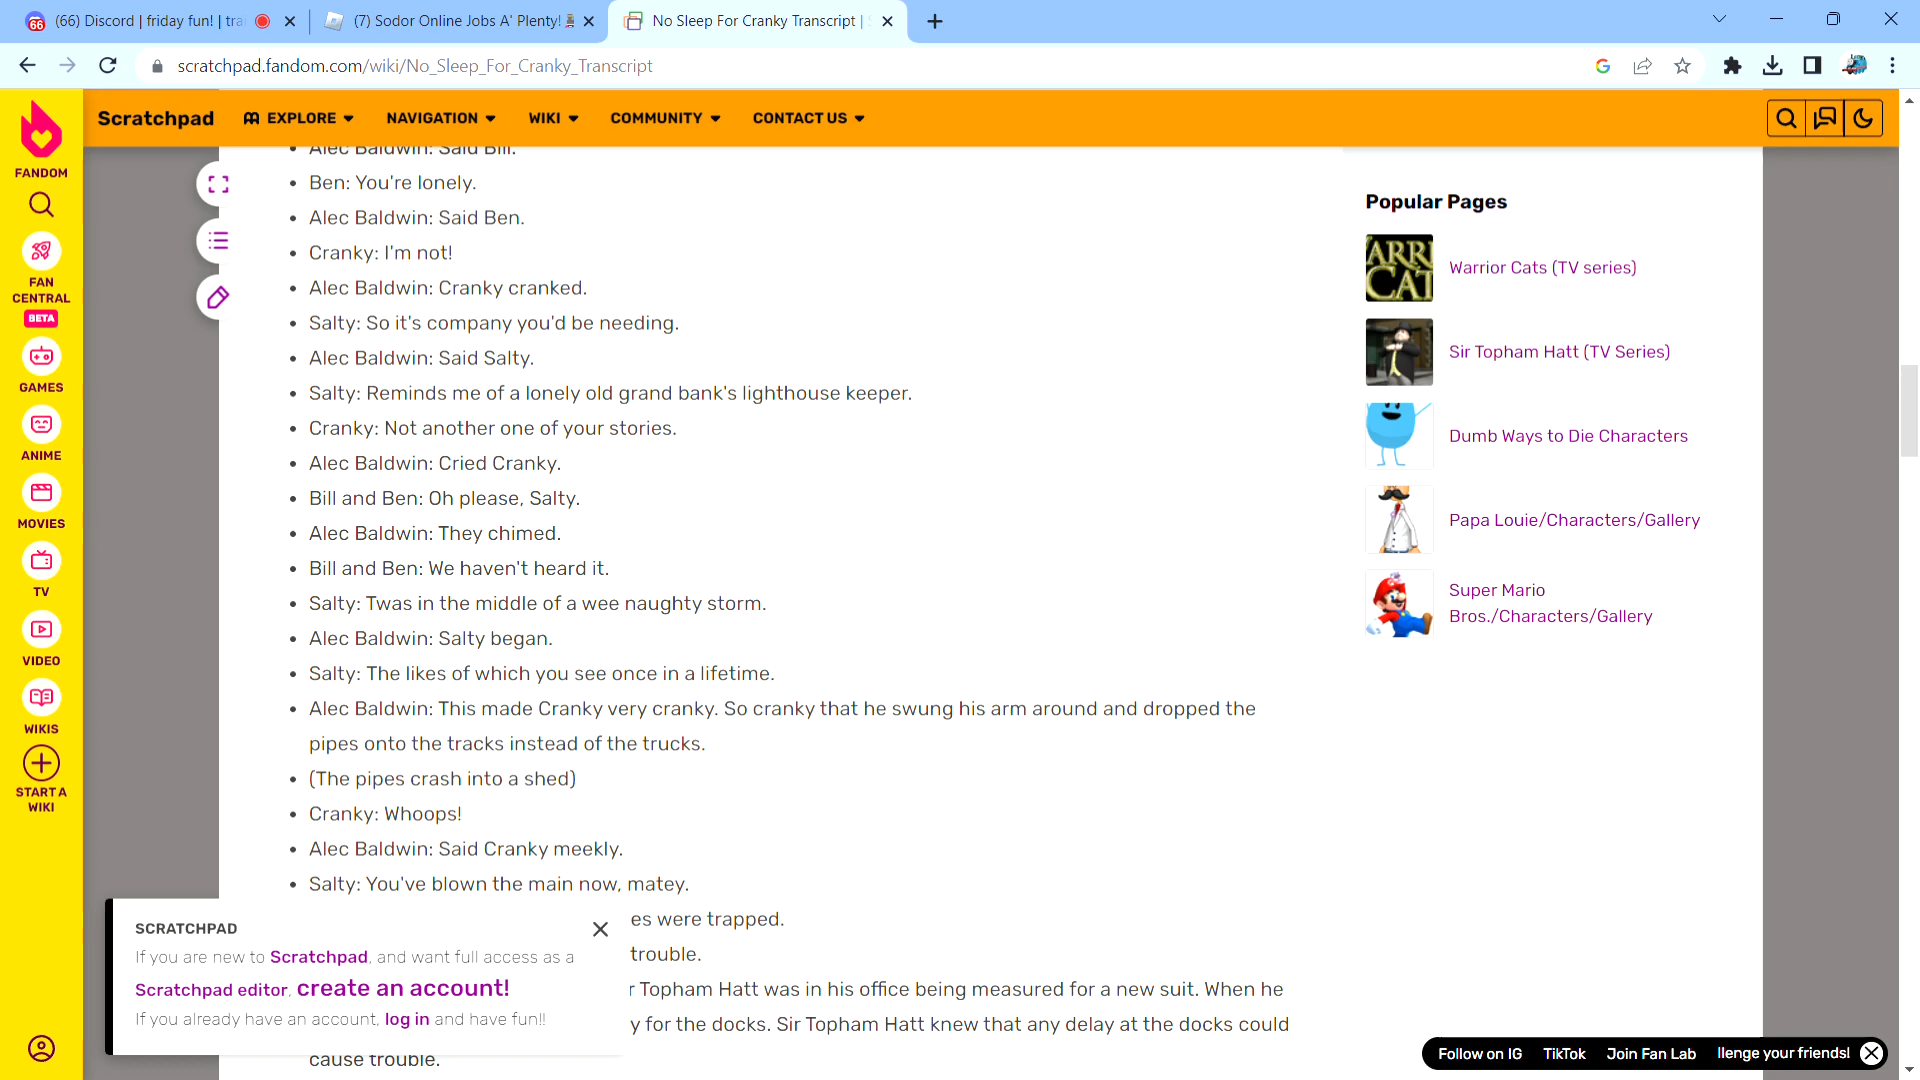 (66) Discord | friday fun! | tra
(7) Sodor Online Jobs A' Plenty!
No Sleep For Cranky Transcript |
scratchpad.fandom.com/wiki/No_Sleep_For_Cranky_Transcript
Scratchpad
EXPLORE
NAVIGATION
WIKI
COMMUNITY
CONTACT US
FANDOM
FAN
CENTRAL
BETA
GAMES
ANIME
MOVIES
TV
VIDEO
WIKIS
START A
WIKI
• Alec Baldwin: Said Bill.
• Ben: You're lonely.
• Alec Baldwin: Said Ben.
• Cranky: I'm not!
• Alec Baldwin: Cranky cranked.
• Salty: So it's company you'd be needing.
• Alec Baldwin: Said Salty.
• Salty: Reminds me of a lonely old grand bank's lighthouse keeper.
• Cranky: Not another one of your stories.
• Alec Baldwin: Cried Cranky.
• Bill and Ben: Oh please, Salty.
• Alec Baldwin: They chimed.
• Bill and Ben: We haven't heard it.
• Salty: Twas in the middle of a wee naughty storm.
• Alec Baldwin: Salty began.
• Salty: The likes of which you see once in a lifetime.
• Alec Baldwin: This made Cranky very cranky. So cranky that he swung his arm around and dropped the
pipes onto the tracks instead of the trucks.
• (The pipes crash into a shed)
• Cranky: Whoops!
• Alec Baldwin: Said Cranky meekly.
• Salty: You've blown the main now, matey.
es were trapped.
trouble.
r Topham Hatt was in his office being measured for a new suit. When he
y for the docks. Sir Topham Hatt knew that any delay at the docks could
cause trouble.
SCRATCHPAD
If you are new to Scratchpad, and want full access as a
Scratchpad editor, create an account!
If you already have an account, log in and have fun!!
Popular Pages
ARRI
CAT
Warrior Cats (TV series)
Sir Topham Hatt (TV Series)
Dumb Ways to Die Characters
Papa Louie/Characters/Gallery
Super Mario
Bros./Characters/Gallery
Follow on IG
TikTok
Join Fan Lab
llenge your friends!